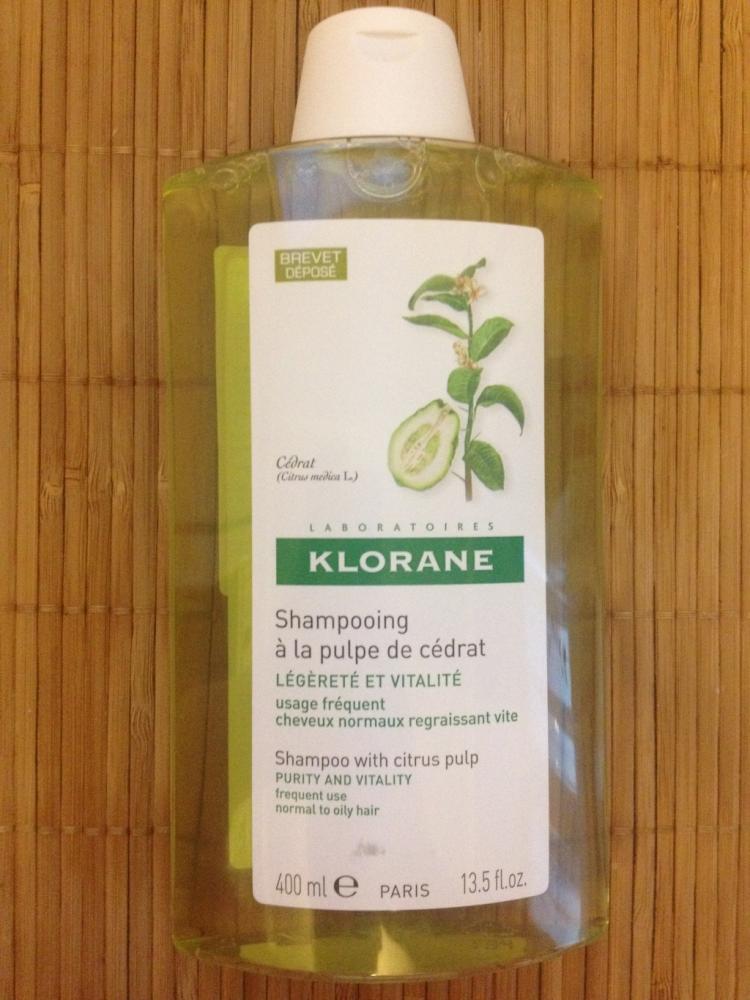 BREVET
DÉPOSÉ
Cédrat
(Citrus medica L.)
LABORATOIRES
KLORANE
Shampooing
à la pulpe de cédrat
LÉGÈRETÉ ET VITALITÉ
usage fréquent
cheveux normaux regraissant vite
Shampoo with citrus pulp
PURITY AND VITALITY
frequent use
normal to oily hair
400 ml e PARIS 13.5 fl.oz.